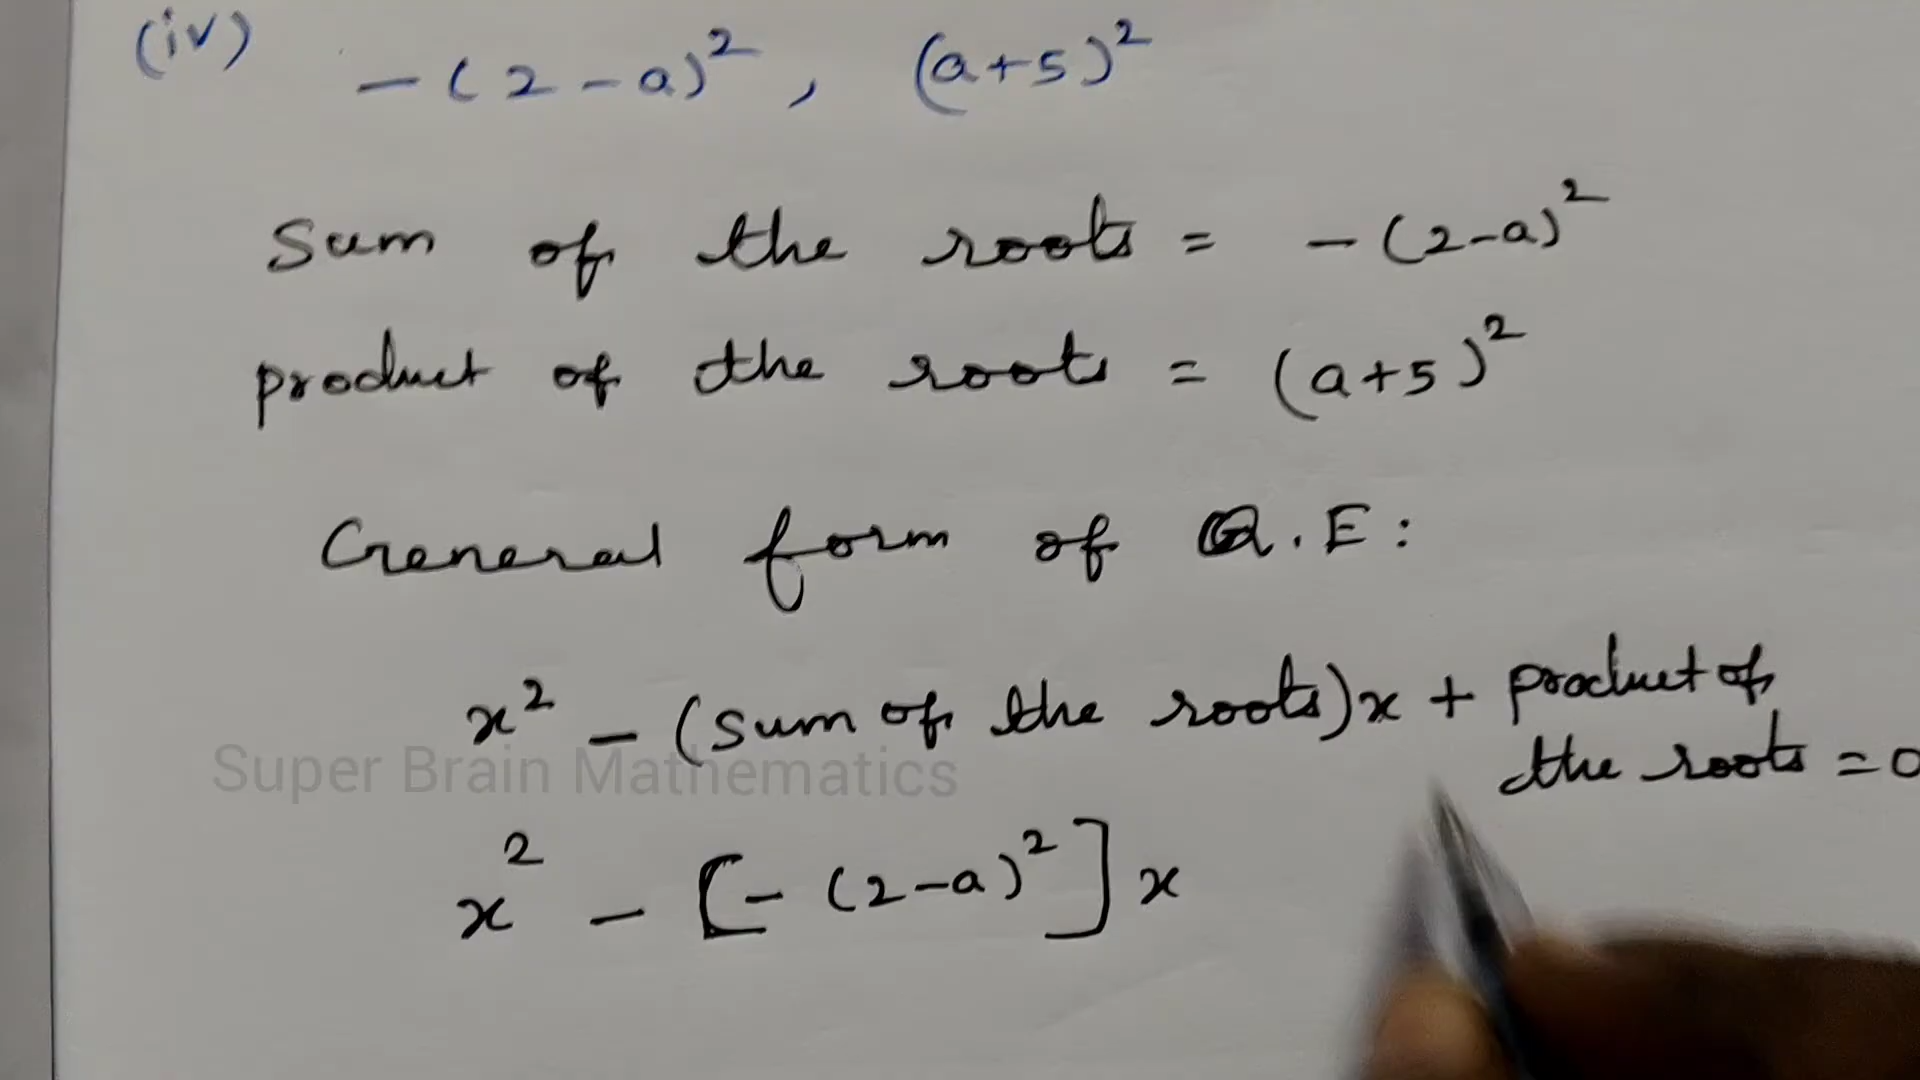 (iv) -(2-a)², (a+5)²
Sum of the roots = -(2-a)²
product of the roots = (a+5)²
General form of Q.E:
x² - (sum of the roots)x + product of
the roots = 0
Super Brain Mathematics
x² - [-(2-a)²]x